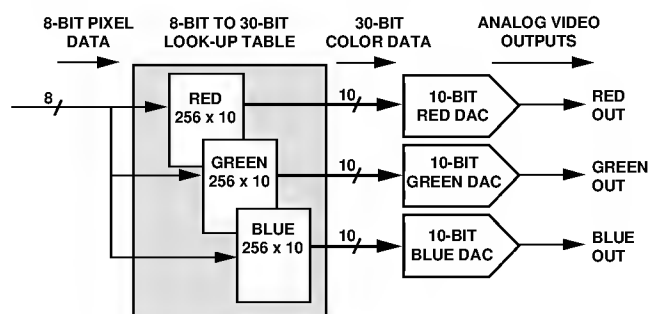 8-BIT PIXEL
DATA
8-BIT TO 30-BIT
LOOK-UP TABLE
30-BIT
COLOR DATA
ANALOG VIDEO
OUTPUTS
8
RED
256 x 10
10
10-BIT
RED DAC
RED
OUT
GREEN
256 x 10
10
10-BIT
GREEN DAC
GREEN
OUT
BLUE
256 x 10
10
10-BIT
BLUE DAC
BLUE
OUT